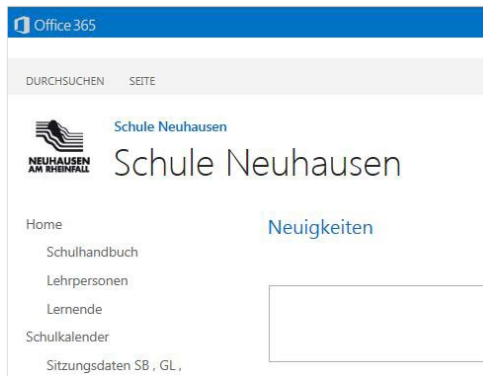 Office 365
DURCHSUCHEN SEITE
NEUHAUSEN
AM RHEINFALL
Schule Neuhausen
Schule Neuhausen
Home
Schulhandbuch
Lehrpersonen
Lernende
Schulkalender
Sitzungsdaten SB , GL ,
Neuigkeiten